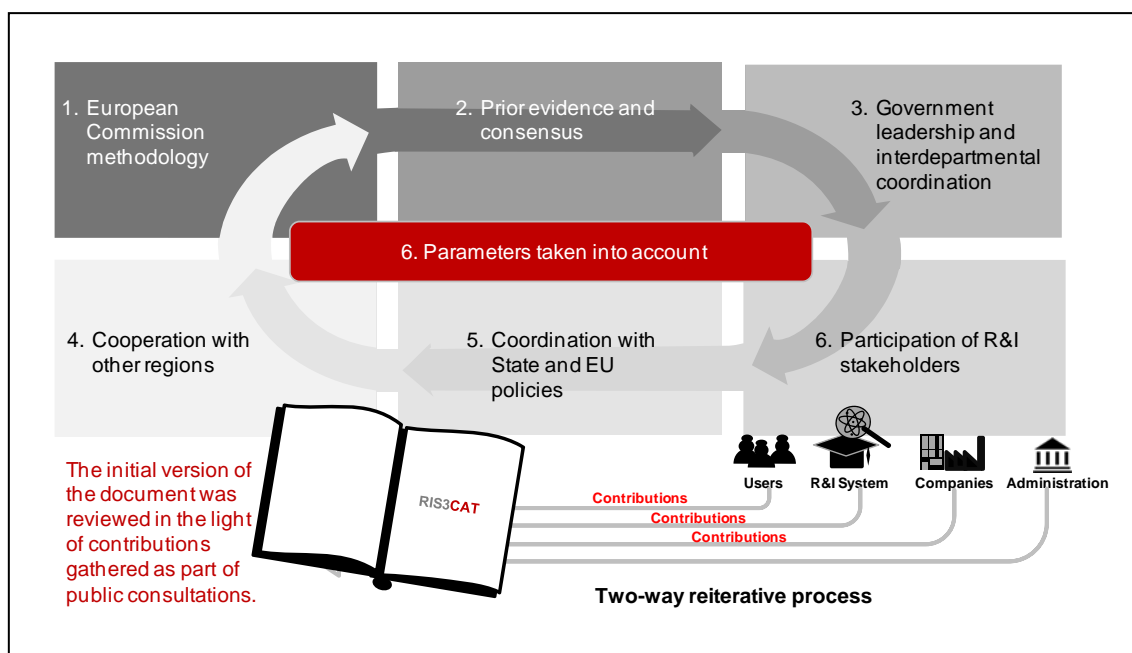 1. European
Commission
methodology
2. Prior evidence and
consensus
3. Government
leadership and
interdepartmental
coordination
6. Parameters taken into account
4. Cooperation with
other regions
5. Coordination with
State and EU
policies
6. Participation of R&I
stakeholders
The initial version of
the document was
reviewed in the light
of contributions
gathered as part of
public consultations.
RIS3CAT
Users
R&I System
Companies
Administration
Contributions
Contributions
Contributions
Two-way reiterative process